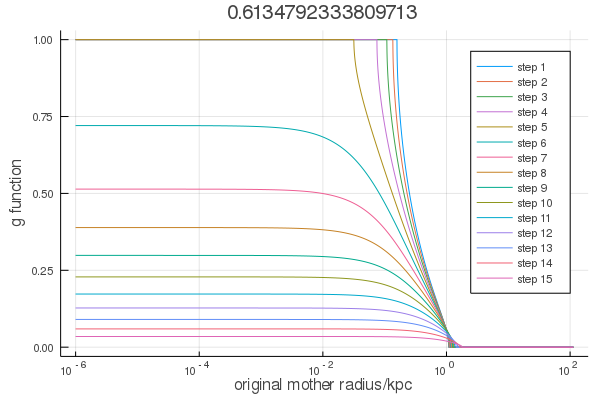 0.6134792333809713
1.00
0.75
0.50
0.25
0.00
g function
step 1
step 2
step 3
step 4
step 5
step 6
step 7
step 8
step 9
step 10
step 11
step 12
step 13
step 14
step 15
10^-6 10^-4 10^-2 10^0 10^2
original mother radius/kpc